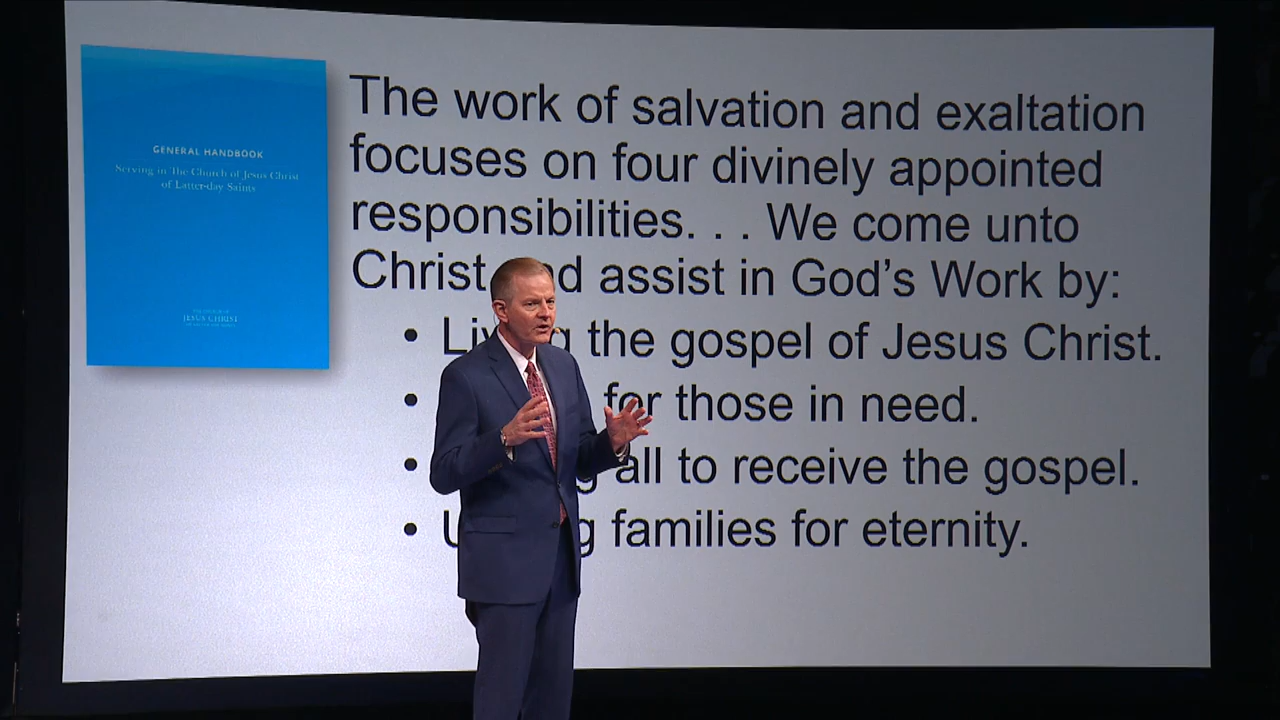 GENERAL HANDBOOK
Serving in The Church of Jesus Christ
of Latter-day Saints
JESUS CHRIST
The work of salvation and exaltation
focuses on four divinely appointed
responsibilities. . . We come unto
Christ assist in God's Work by:
• the gospel of Jesus Christ.
• for those in need.
• all to receive the gospel.
• families for eternity.